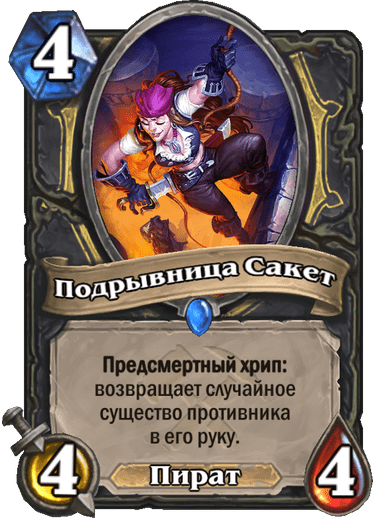 4
Подрывница Сакет
Предсмертный хрип:
возвращает случайное
существо противника
в его руку.
4
Пират
4